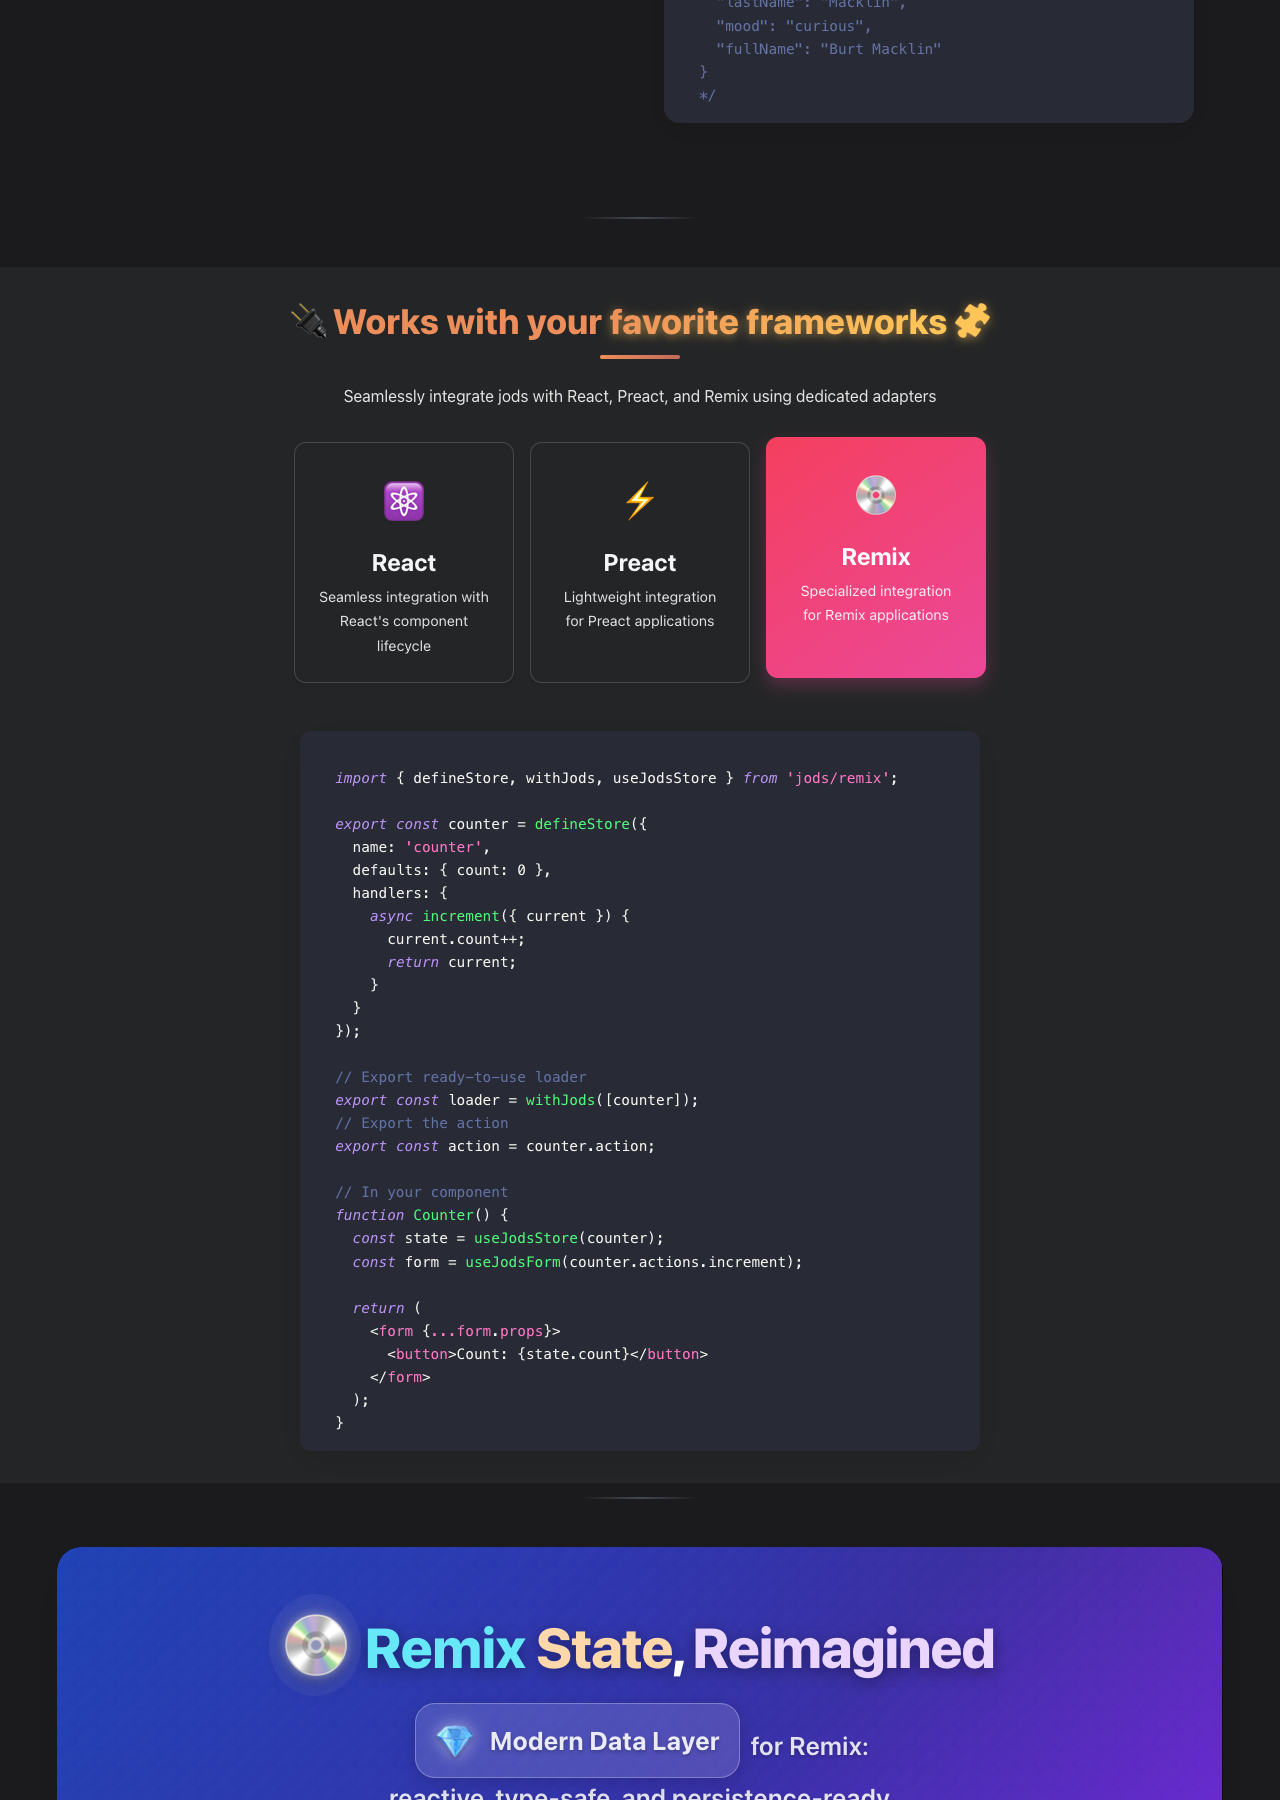 "lastName": "Macklin",
"mood": "curious",
"fullName": "Burt Macklin"
}
*/
Works with your favorite frameworks
Seamlessly integrate jods with React, Preact, and Remix using dedicated adapters
React
Seamless integration with
React's component
lifecycle
Preact
Lightweight integration
for Preact applications
Remix
Specialized integration
for Remix applications
import { defineStore, withJods, useJodsStore } from 'jods/remix';
export const counter = defineStore({
  name: 'counter',
  defaults: { count: 0 },
  handlers: {
    async increment({ current }) {
      current.count++;
      return current;
    }
  }
});
// Export ready-to-use loader
export const loader = withJods([counter]);
// Export the action
export const action = counter.action;
// In your component
function Counter() {
  const state = useJodsStore(counter);
  const form = useJodsForm(counter.actions.increment);
  return (
    <form {...form.props}>
      <button>Count: {state.count}</button>
    </form>
  );
}
Remix State, Reimagined
Modern Data Layer for Remix:
reactive, type-safe, and persistence-ready